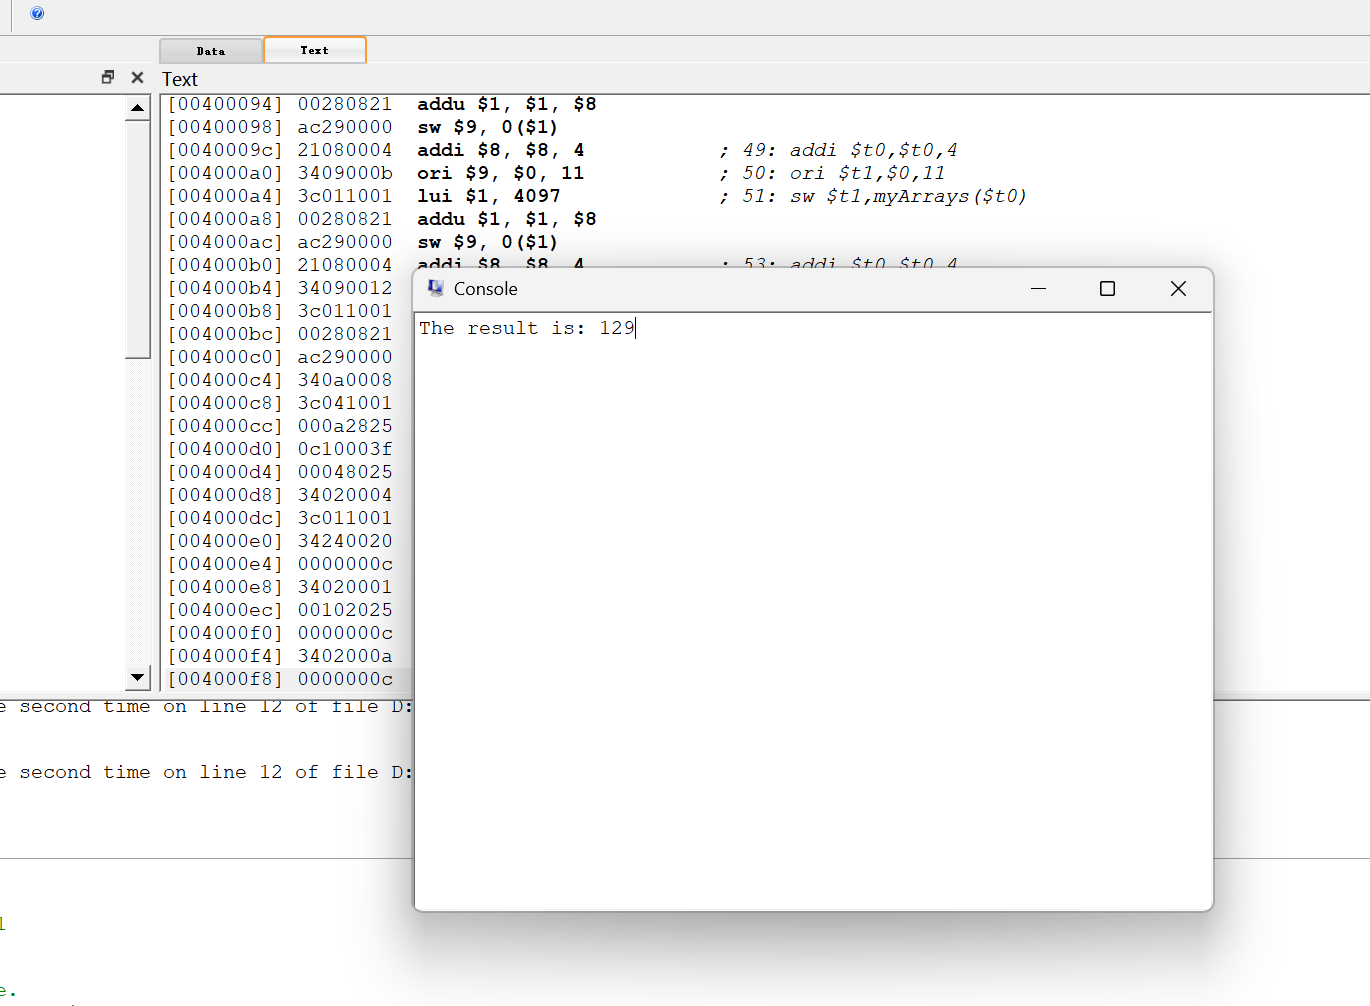 Data Text
Text
[00400094] 00280821 addu $1, $1, $8
[00400098] ac290000 sw $9, 0($1)
[0040009c] 21080004 addi $8, $8, 4 ; 49: addi $t0,$t0,4
[004000a0] 3409000b ori $9, $0, 11 ; 50: ori $t1,$0,11
[004000a4] 3c011001 lui $1, 4097 ; 51: sw $t1,myArrays($t0)
[004000a8] 00280821 addu $1, $1, $8
[004000ac] ac290000 sw $9, 0($1)
[004000b0] 21080004 addi $8, $8, 4 ; 53: addi $t0,$t0,4
[004000b4] 34090012
[004000b8] 3c011001
[004000bc] 00280821
[004000c0] ac290000
[004000c4] 340a0008
[004000c8] 3c041001
[004000cc] 000a2825
[004000d0] 0c10003f
[004000d4] 00048025
[004000d8] 34020004
[004000dc] 3c011001
[004000e0] 34240020
[004000e4] 0000000c
[004000e8] 34020001
[004000ec] 00102025
[004000f0] 0000000c
[004000f4] 3402000a
[004000f8] 0000000c
Console
The result is: 129
e second time on line 12 of file D:
e second time on line 12 of file D:
l
e.